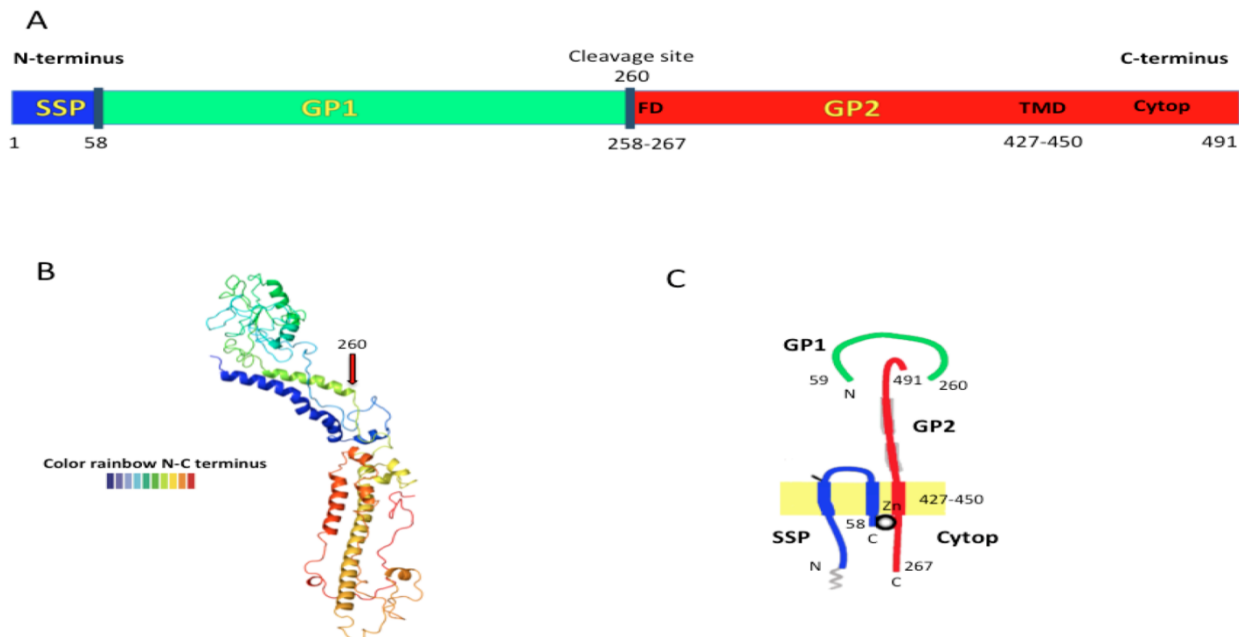 A
N-terminus
Cleavage site
C-terminus
260
SSP
GP1
FD
GP2
TMD
Cytop
1
58
258-267
427-450
491
B
260
Color rainbow N-C terminus
C
GP1
59
N
491
260
GP2
427-450
Zn
58
SSP
C
Cytop
N
267
C